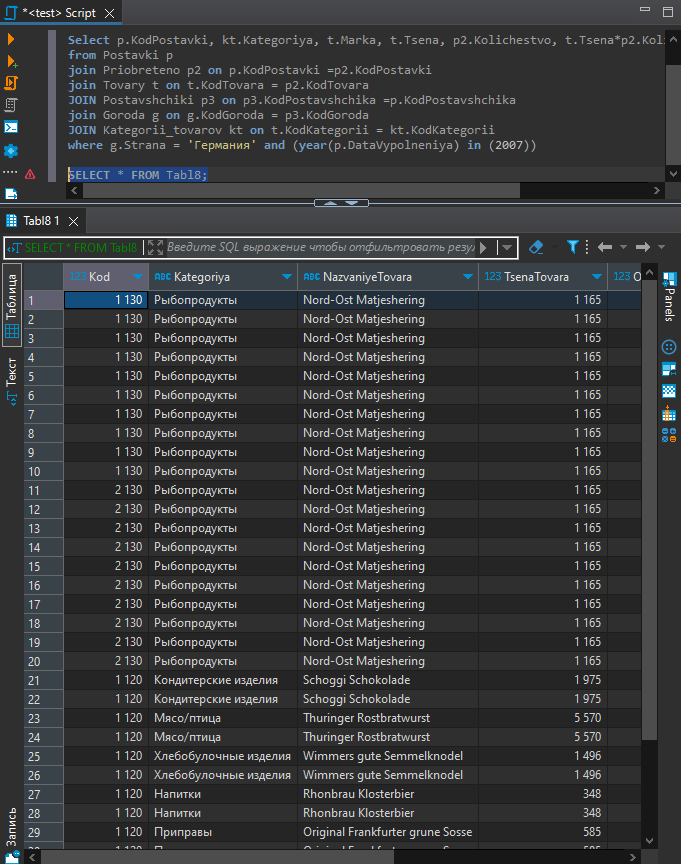 *<test> Script
Select p.KodPostavki, kt.Kategoriya, t.Marka, t.Tsena, p2.Kolichestvo, t.Tsena*p2.Koli
from Postavki p
join Priobreteno p2 on p.KodPostavki =p2.KodPostavki
join Tovary t on t.KodTovara = p2.KodTovara
JOIN Postavshchiki p3 on p3.KodPostavshchika =p.KodPostavshchika
join Goroda g on g.KodGoroda = p3.KodGoroda
JOIN Kategorii_tovarov kt on t.KodKategorii = kt.KodKategorii
where g.Strana = 'Германия' and (year(p.DataVypolneniya) in (2007))
SELECT * FROM Tabl8;
Tabl8 1
SELECT * FROM Tabl8 Введите SQL выражение чтобы отфильтровать резул
Таблица
Текст
Запись
Panels
123 Kod ABC Kategoriya ABC NazvaniyeTovara 123 TsenaTovara 123 O
1 1 130 Рыбопродукты Nord-Ost Matjeshering 1 165
2 1 130 Рыбопродукты Nord-Ost Matjeshering 1 165
3 1 130 Рыбопродукты Nord-Ost Matjeshering 1 165
4 1 130 Рыбопродукты Nord-Ost Matjeshering 1 165
5 1 130 Рыбопродукты Nord-Ost Matjeshering 1 165
6 1 130 Рыбопродукты Nord-Ost Matjeshering 1 165
7 1 130 Рыбопродукты Nord-Ost Matjeshering 1 165
8 1 130 Рыбопродукты Nord-Ost Matjeshering 1 165
9 1 130 Рыбопродукты Nord-Ost Matjeshering 1 165
10 1 130 Рыбопродукты Nord-Ost Matjeshering 1 165
11 2 130 Рыбопродукты Nord-Ost Matjeshering 1 165
12 2 130 Рыбопродукты Nord-Ost Matjeshering 1 165
13 2 130 Рыбопродукты Nord-Ost Matjeshering 1 165
14 2 130 Рыбопродукты Nord-Ost Matjeshering 1 165
15 2 130 Рыбопродукты Nord-Ost Matjeshering 1 165
16 2 130 Рыбопродукты Nord-Ost Matjeshering 1 165
17 2 130 Рыбопродукты Nord-Ost Matjeshering 1 165
18 2 130 Рыбопродукты Nord-Ost Matjeshering 1 165
19 2 130 Рыбопродукты Nord-Ost Matjeshering 1 165
20 2 130 Рыбопродукты Nord-Ost Matjeshering 1 165
21 1 120 Кондитерские изделия Schoggi Schokolade 1 975
22 1 120 Кондитерские изделия Schoggi Schokolade 1 975
23 1 120 Мясо/птица Thuringer Rostbratwurst 5 570
24 1 120 Мясо/птица Thuringer Rostbratwurst 5 570
25 1 120 Хлебобулочные изделия Wimmers gute Semmelknodel 1 496
26 1 120 Хлебобулочные изделия Wimmers gute Semmelknodel 1 496
27 1 120 Напитки Rhonbrau Klosterbier 348
28 1 120 Напитки Rhonbrau Klosterbier 348
29 1 120 Приправы Original Frankfurter grune Sosse 585